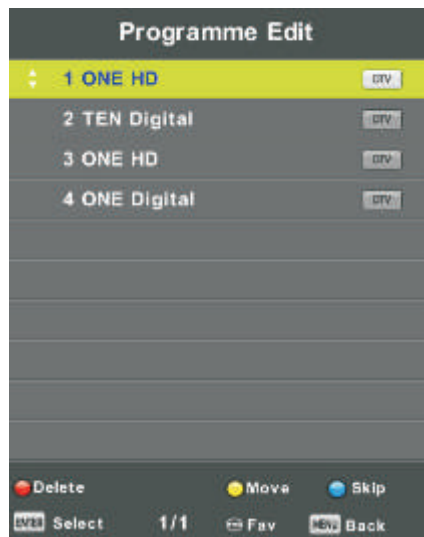 Programme Edit
1 ONE HD DTV
2 TEN Digital DTV
3 ONE HD DTV
4 ONE Digital DTV
Delete Move Skip
ENTER Select 1/1 Fav MENU Back